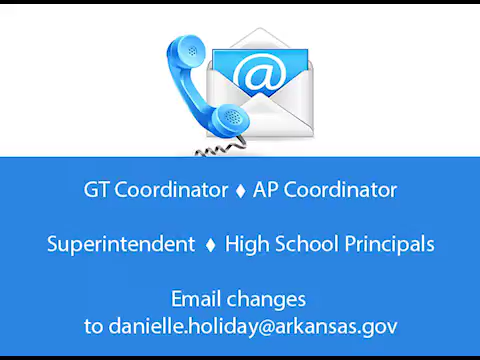 @
GT Coordinator ♦ AP Coordinator
Superintendent ♦ High School Principals
Email changes
to danielle.holiday@arkansas.gov